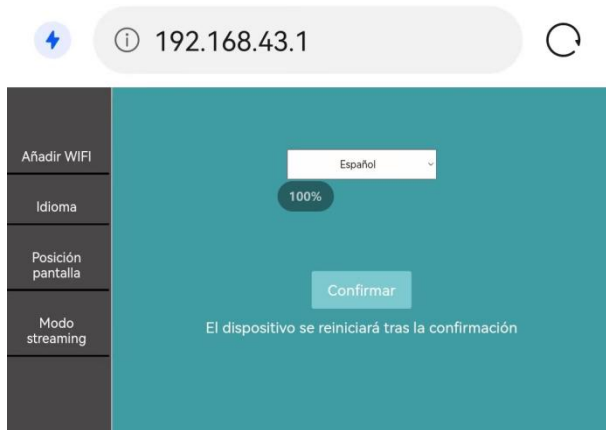 192.168.43.1
Añadir WIFI
Idioma
Posición
pantalla
Modo
streaming
Español
100%
Confirmar
El dispositivo se reiniciará tras la confirmación